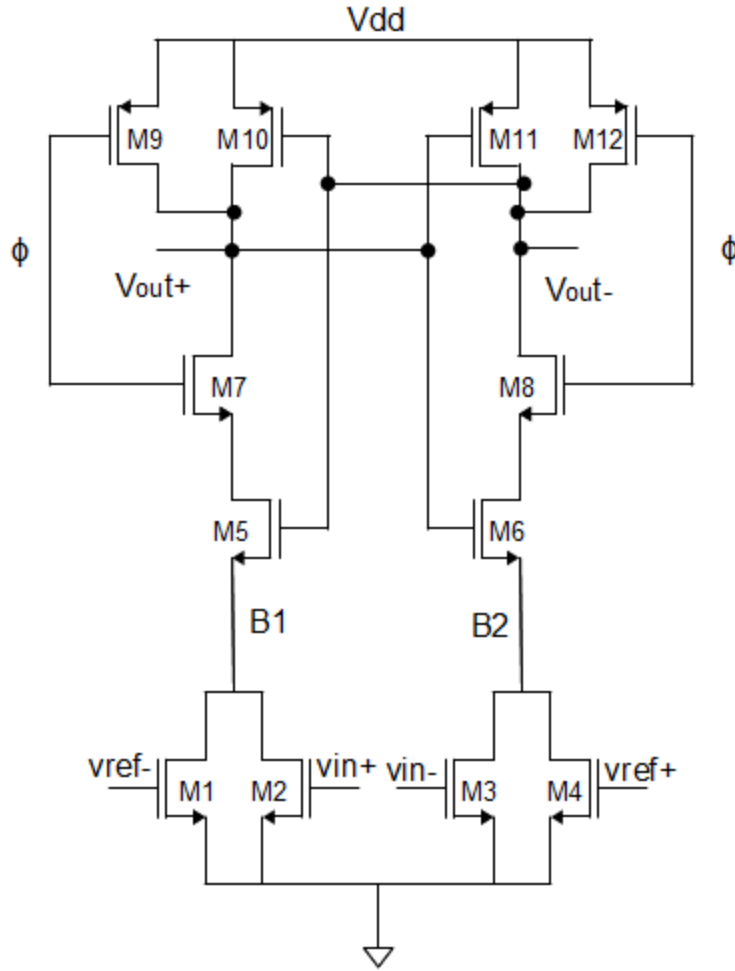 Vdd
M9 M10 M11 M12
ϕ ϕ
Vout+ Vout-
M7 M8
M5 M6
B1 B2
vref- M1 M2 vin+ vin- M3 M4 vref+